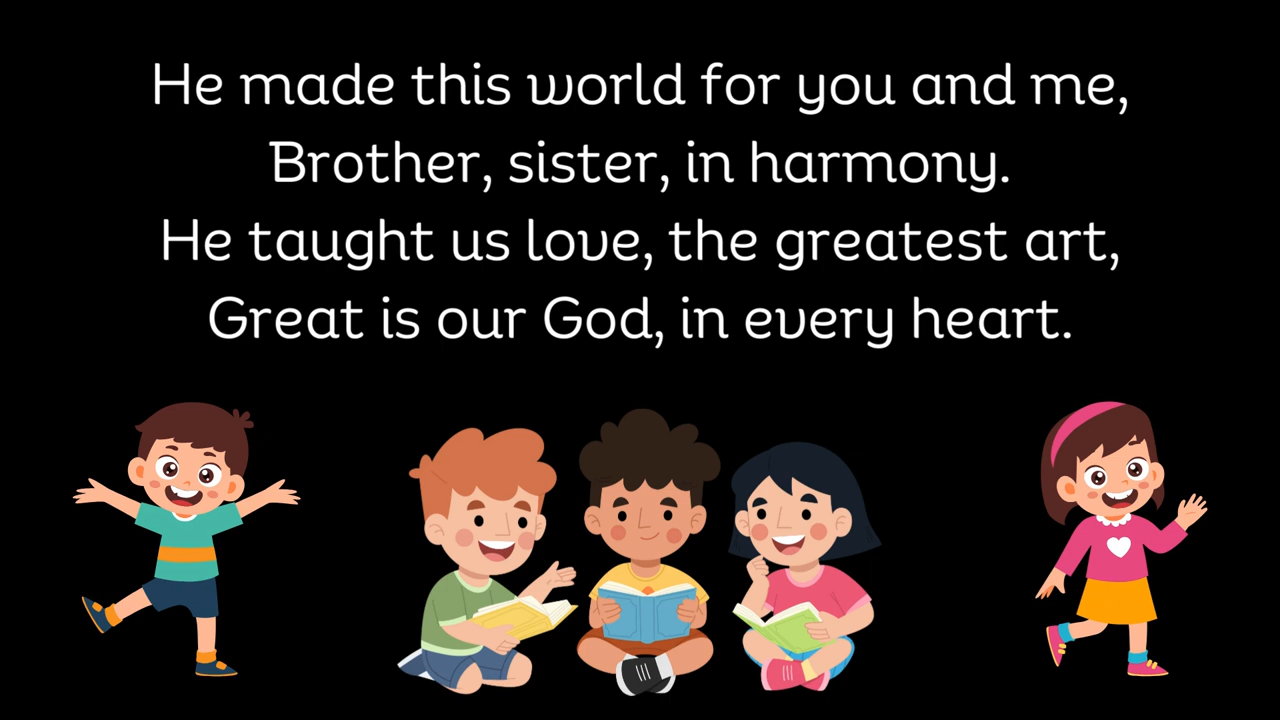 He made this world for you and me,
Brother, sister, in harmony.
He taught us love, the greatest art,
Great is our God, in every heart.